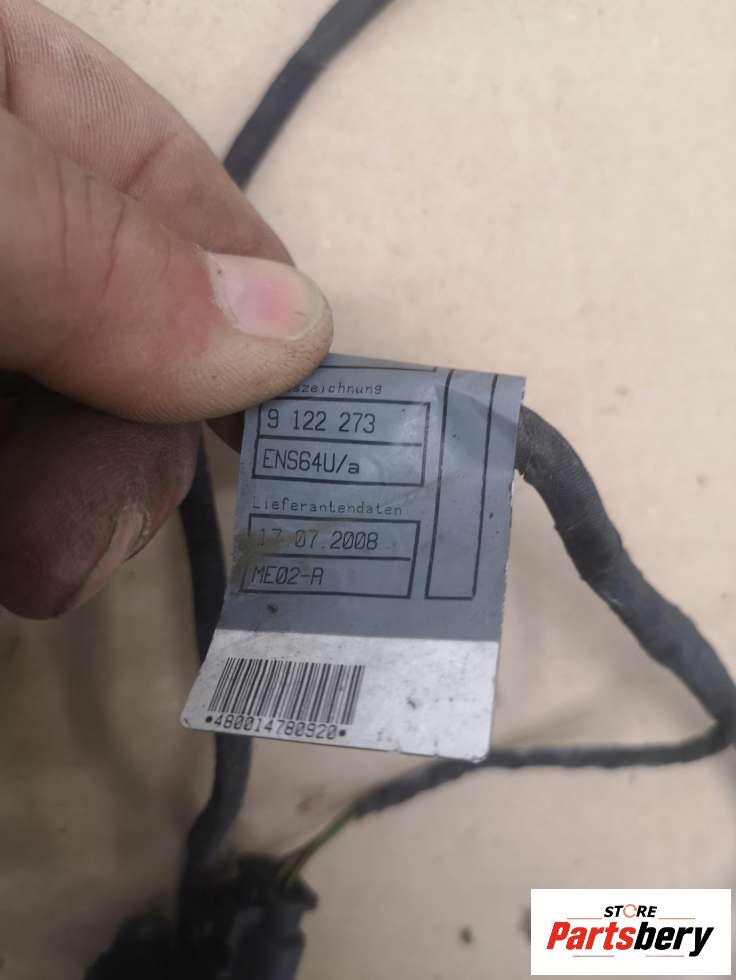 9 122 273
ENS64U/a
Lieferantendaten
17.07.2008
ME02-A
*480014780920*
STORE
Partsbery